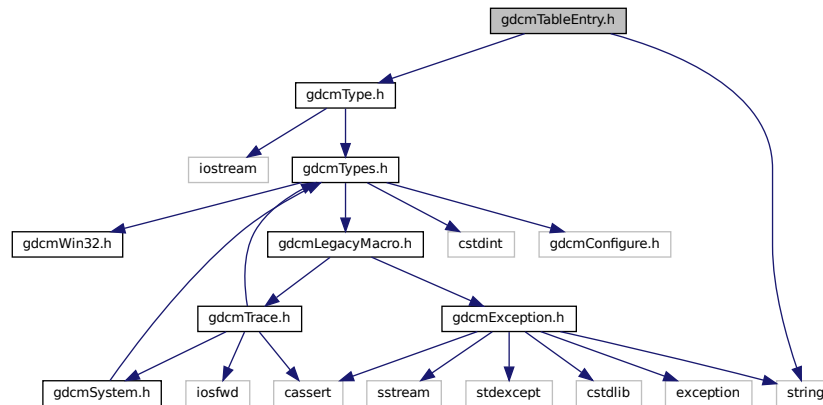 gdcmTableEntry.h
gdcmType.h
iostream
gdcmTypes.h
gdcmWin32.h
gdcmLegacyMacro.h
cstdint
gdcmConfigure.h
gdcmTrace.h
gdcmException.h
gdcmSystem.h
iosfwd
cassert
sstream
stdexcept
cstdlib
exception
string